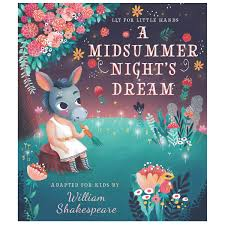 LIT FOR LITTLE HANDS
A
MIDSUMMER
NIGHT'S
DREAM
ADAPTED FOR KIDS BY
William
Shakespeare